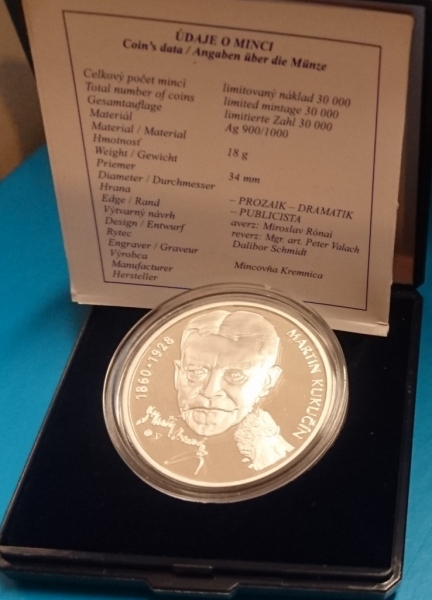 ÚDAJE O MINCI
Coin's data / Angaben über die Münze
Celkový počet mincí limitovaný náklad 30 000
Total number of coins limited mintage 30 000
Gesamtauflage limitierte Zahl 30 000
Materiál Ag 900/1000
Material / Material
Hmotnosť 18 g
Weight / Gewicht
Priemer 34 mm
Diameter / Durchmesser
Hrana – PROZAIK – DRAMATIK
Edge / Rand – PUBLICISTA
Výtvarný návrh averz: Miroslav Rónai
Design / Entwurf reverz: Mgr. art. Peter Valach
Rytec Dalibor Schmidt
Engraver / Graveur
Výrobca Mincovňa Kremnica
Manufacturer
Hersteller
1860 • 1928
MARTIN KUKUČÍN